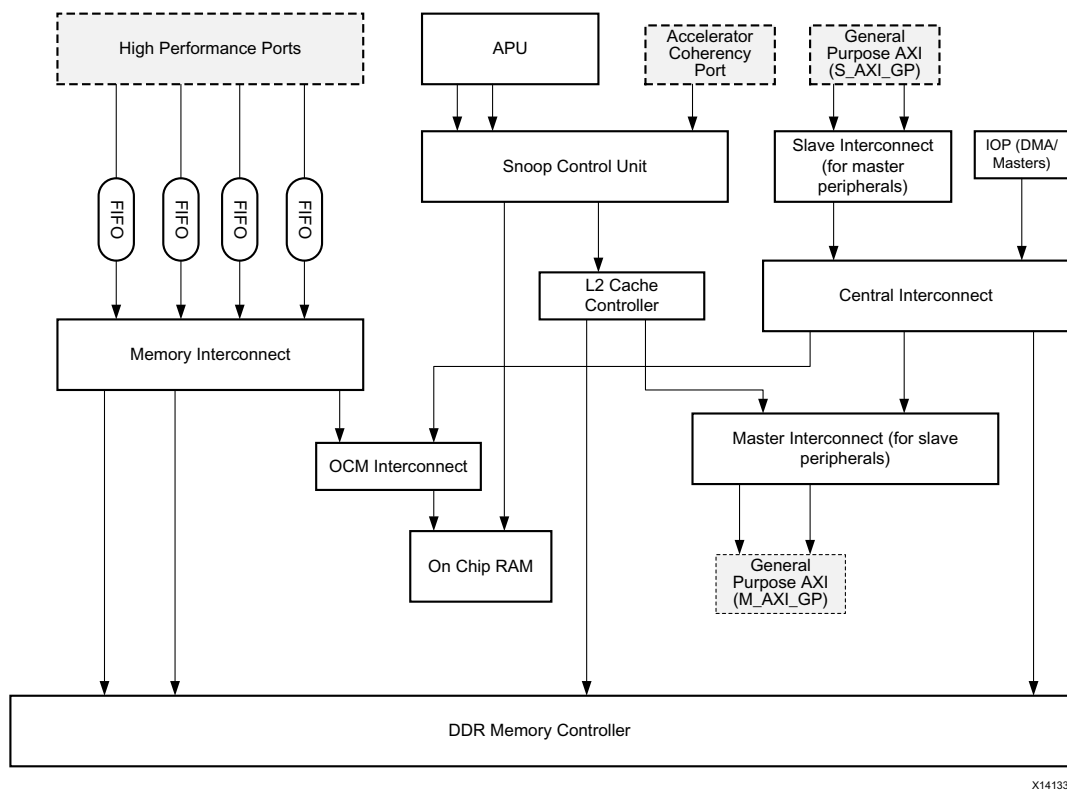 High Performance Ports
APU
Accelerator
Coherency
Port
General
Purpose AXI
(S_AXI_GP)
Snoop Control Unit
Slave Interconnect
(for master
peripherals)
IOP (DMA/
Masters)
FIFO
FIFO
FIFO
FIFO
L2 Cache
Controller
Central Interconnect
Memory Interconnect
Master Interconnect (for slave
peripherals)
OCM Interconnect
On Chip RAM
General
Purpose AXI
(M_AXI_GP)
DDR Memory Controller
X14133